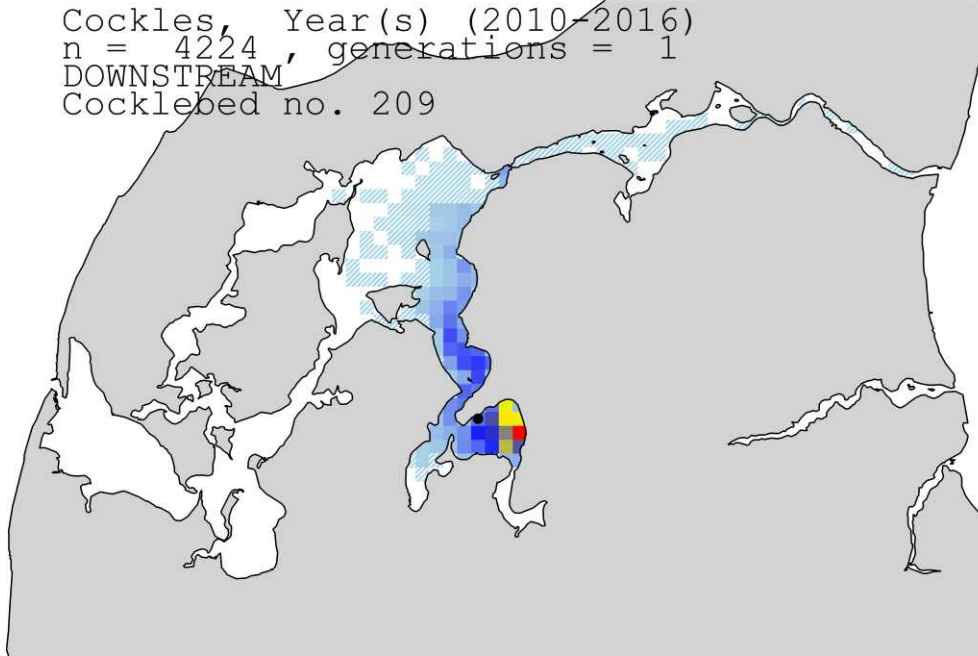 Cockles,  Year(s) (2010-2016)
n =  4224 , generations =  1
DOWNSTREAM
Cocklebed no. 209